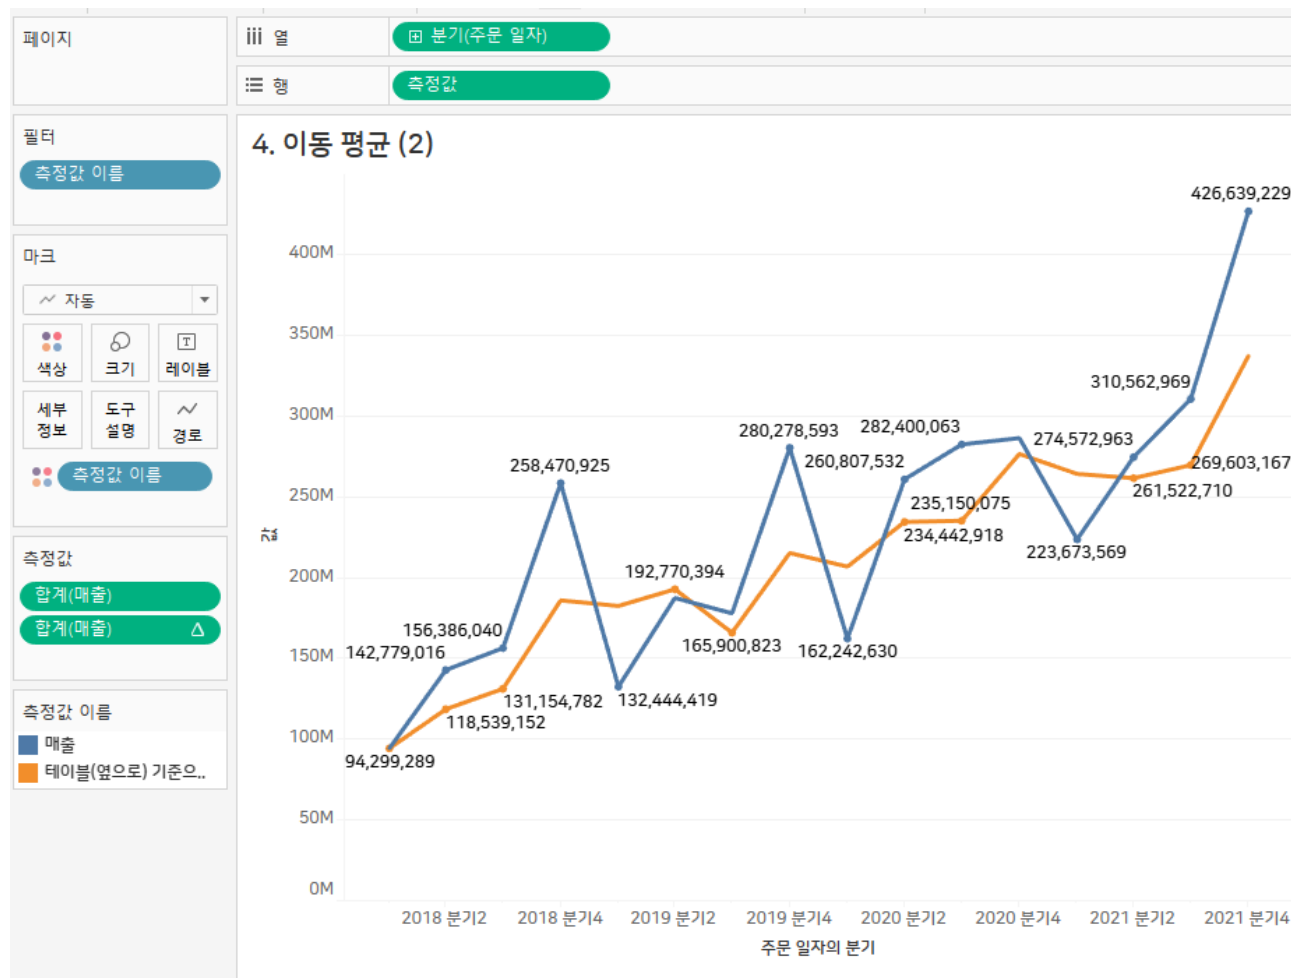 페이지
iii 열
⊞ 분기(주문 일자)
행
측정값
필터
측정값 이름
마크
자동
색상
크기
T
레이블
세부
정보
도구
설명
경로
측정값 이름
측정값
합계(매출)
합계(매출) Δ
측정값 이름
매출
테이블(옆으로) 기준으..
4. 이동 평균 (2)
426,639,229
400M
350M
310,562,969
300M
280,278,593
282,400,063
274,572,963
258,470,925
260,807,532
269,603,167
250M
235,150,075
261,522,710
234,442,918
223,673,569
값
200M
192,770,394
156,386,040
142,779,016
165,900,823
162,242,630
150M
131,154,782
132,444,419
118,539,152
100M
94,299,289
50M
0M
2018 분기2
2018 분기4
2019 분기2
2019 분기4
2020 분기2
2020 분기4
2021 분기2
2021 분기4
주문 일자의 분기